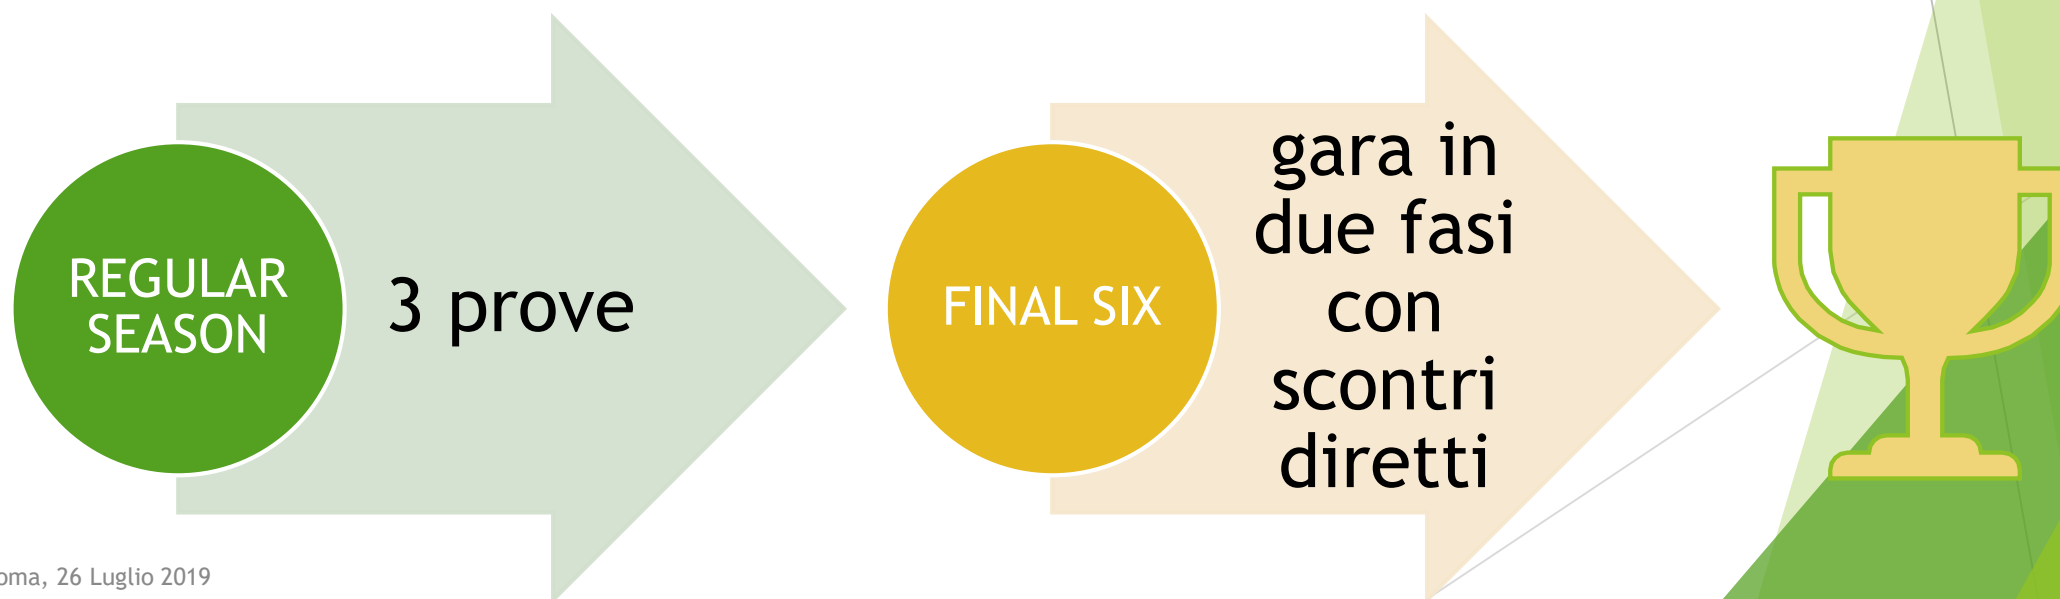 REGULAR
SEASON
3 prove
FINAL SIX
gara in
due fasi
con
scontri
diretti
oma, 26 Luglio 2019